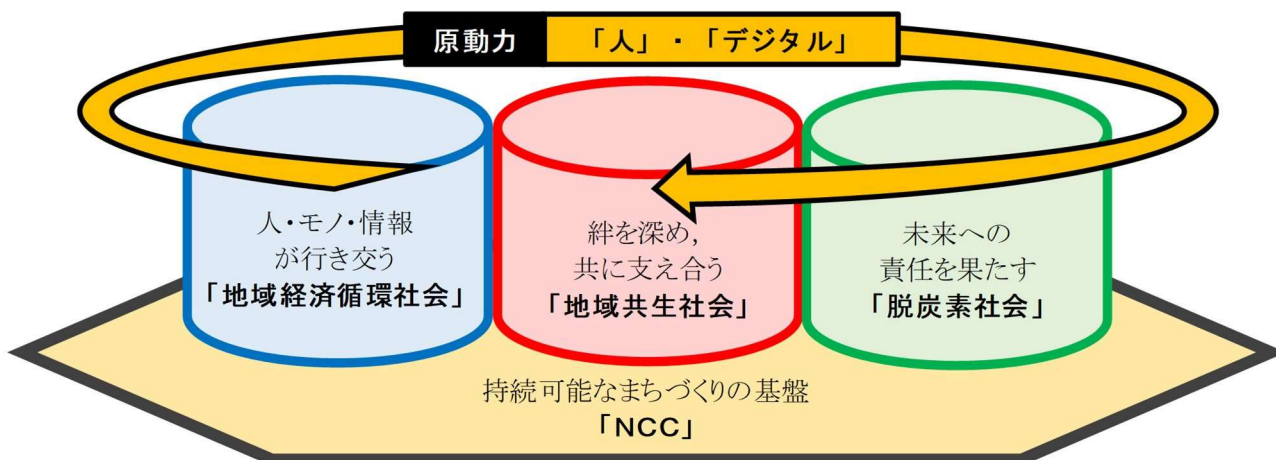 原動力 「人」・「デジタル」
人・モノ・情報
が行き交う
「地域経済循環社会」
絆を深め,
共に支え合う
「地域共生社会」
未来への
責任を果たす
「脱炭素社会」
持続可能なまちづくりの基盤
「NCC」